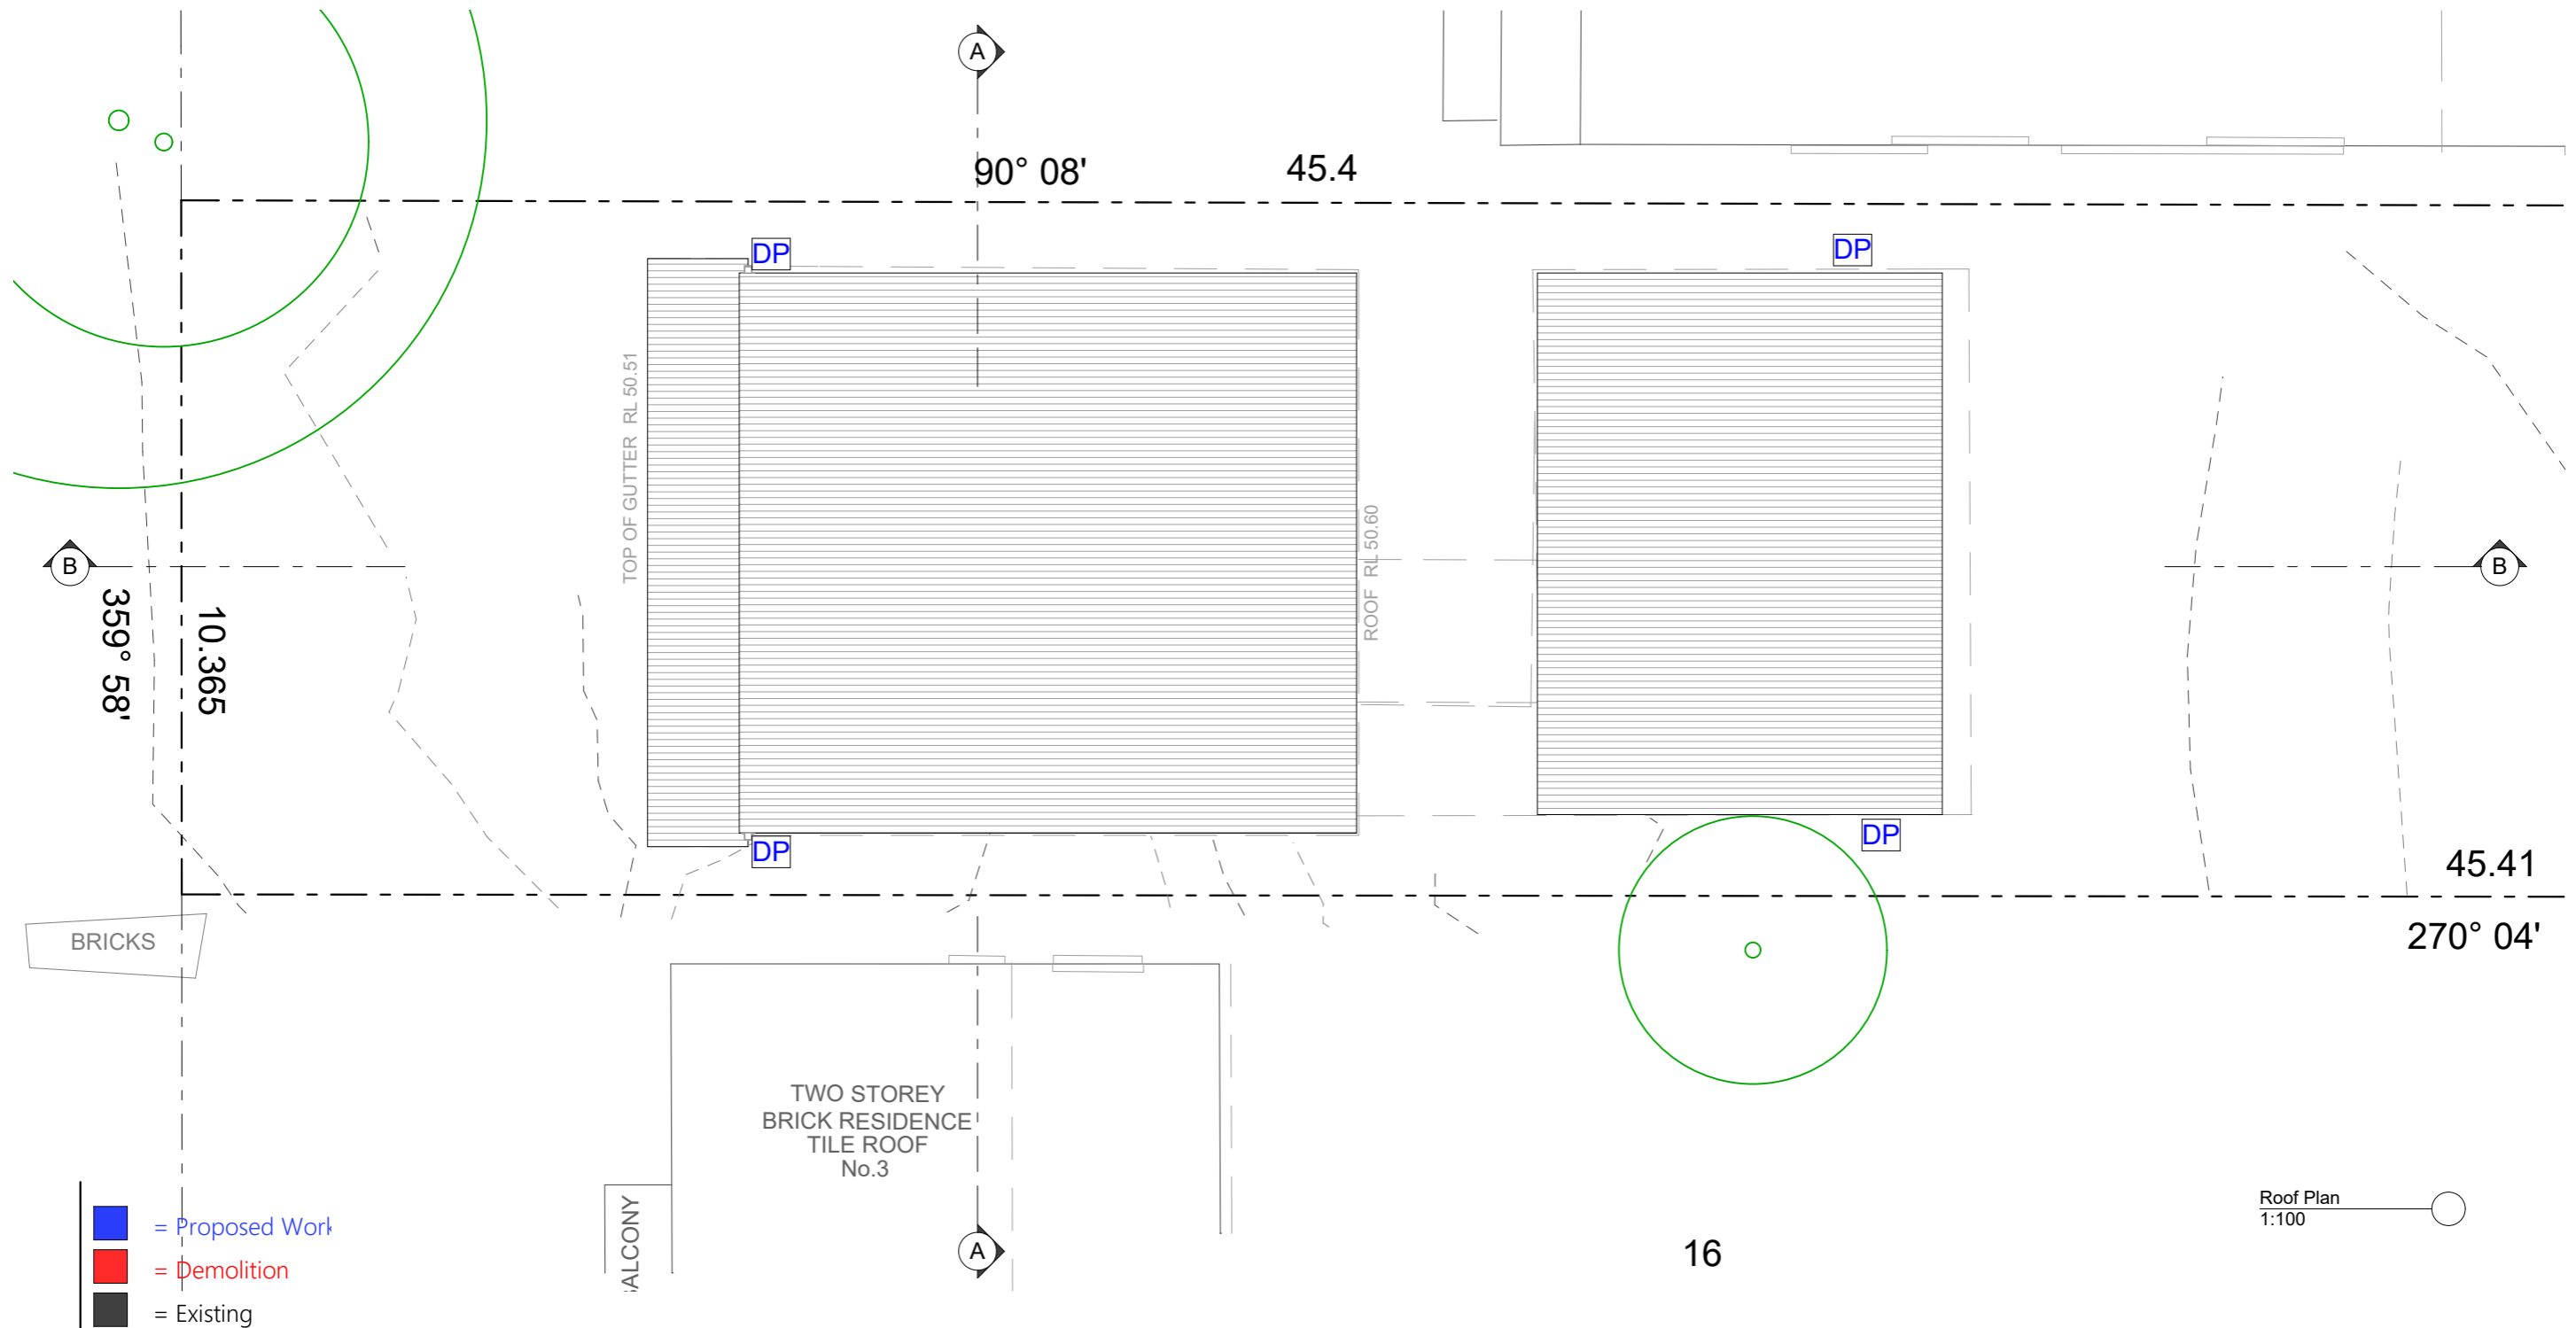 A
90° 08'
45.4
DP
DP
TOP OF GUTTER RL 50.51
ROOF RL 50.60
B
B
359° 58'
10.365
DP
DP
45.41
270° 04'
BRICKS
TWO STOREY
BRICK RESIDENCE
TILE ROOF
No.3
BALCONY
A
16
Roof Plan
1:100
= Proposed Work
= Demolition
= Existing